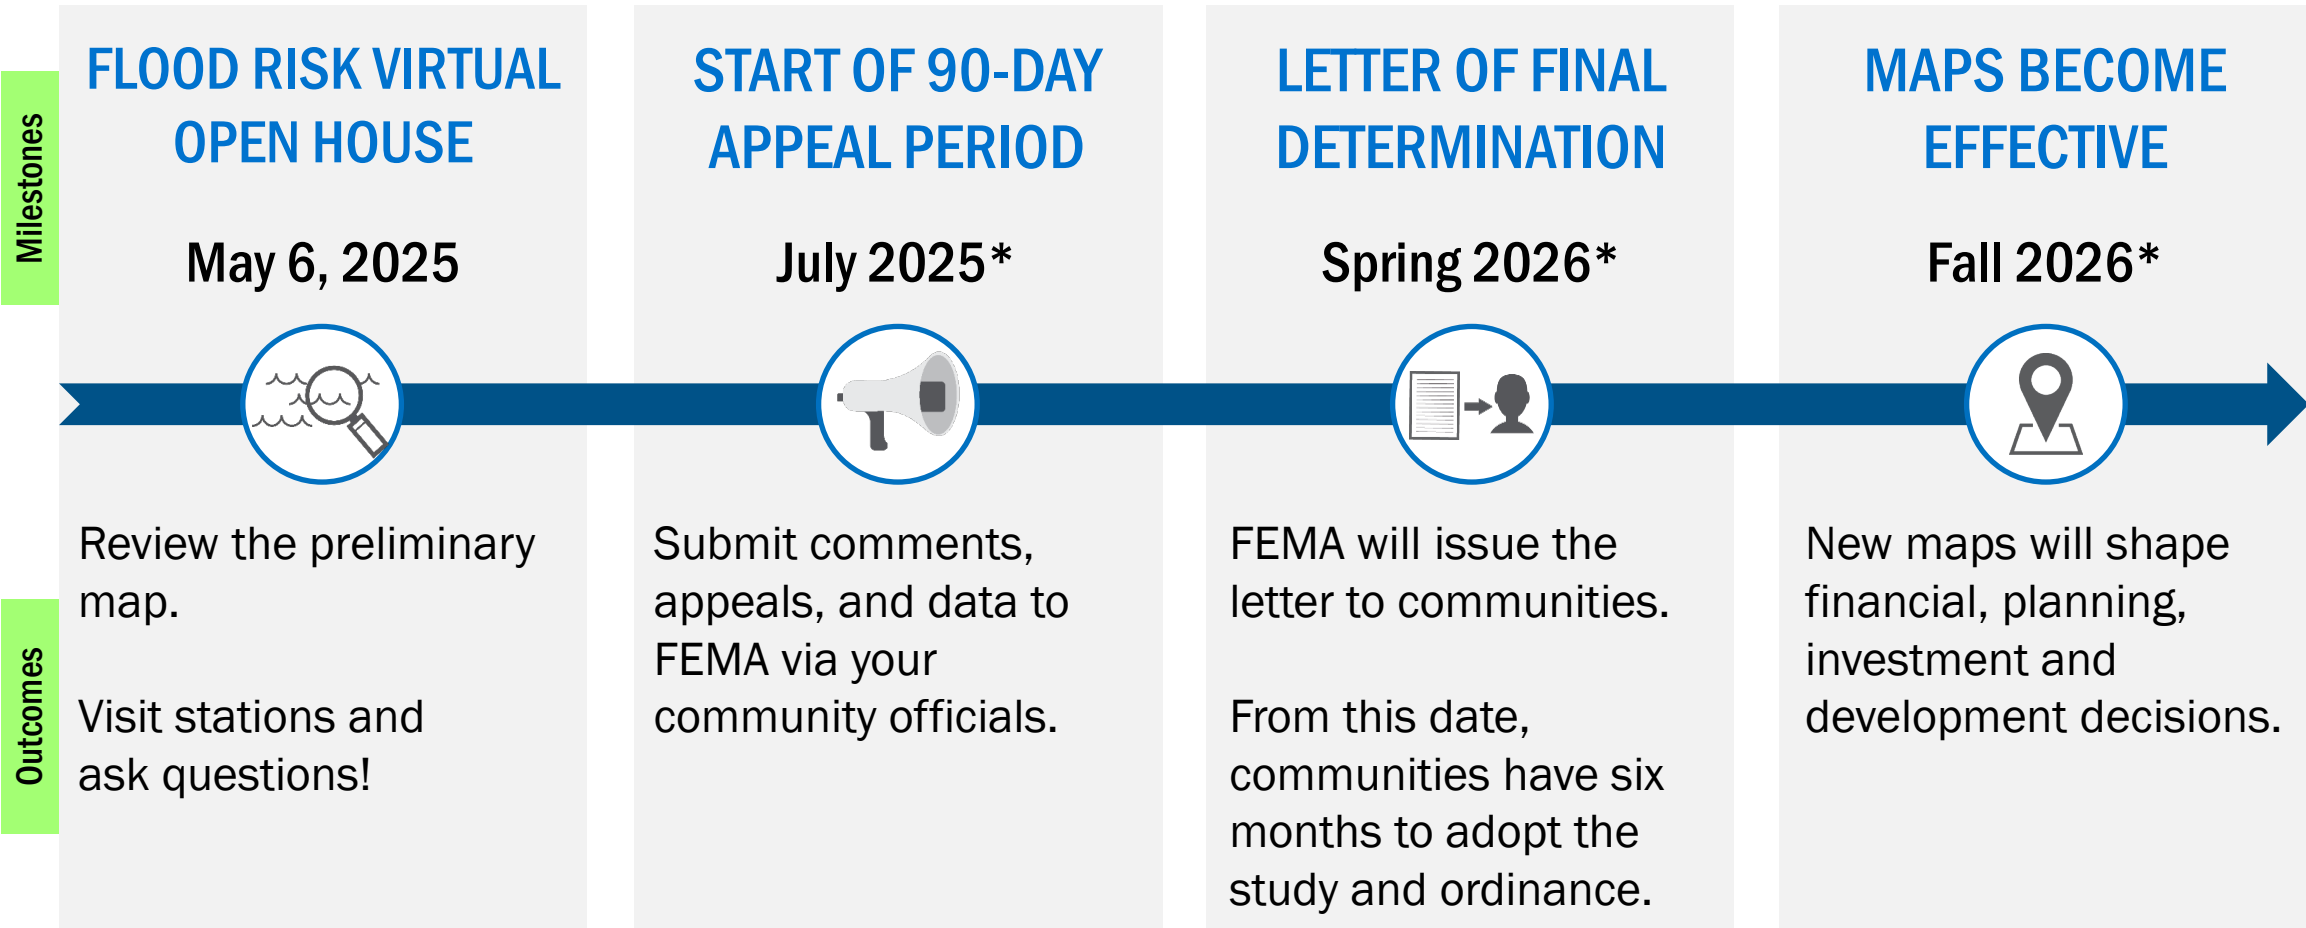 Milestones
FLOOD RISK VIRTUAL
OPEN HOUSE
May 6, 2025
START OF 90-DAY
APPEAL PERIOD
July 2025*
LETTER OF FINAL
DETERMINATION
Spring 2026*
MAPS BECOME
EFFECTIVE
Fall 2026*
Outcomes
Review the preliminary
map.
Visit stations and
ask questions!
Submit comments,
appeals, and data to
FEMA via your
community officials.
FEMA will issue the
letter to communities.
From this date,
communities have six
months to adopt the
study and ordinance.
New maps will shape
financial, planning,
investment and
development decisions.